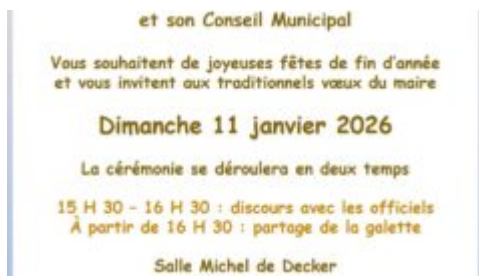 et son Conseil Municipal
Vous souhaitent de joyeuses fêtes de fin d'année
et vous invitent aux traditionnels vœux du maire
Dimanche 11 janvier 2026
La cérémonie se déroulera en deux temps
15 H 30 - 16 H 30 : discours avec les officiels
À partir de 16 H 30 : partage de la galette
Salle Michel de Decker